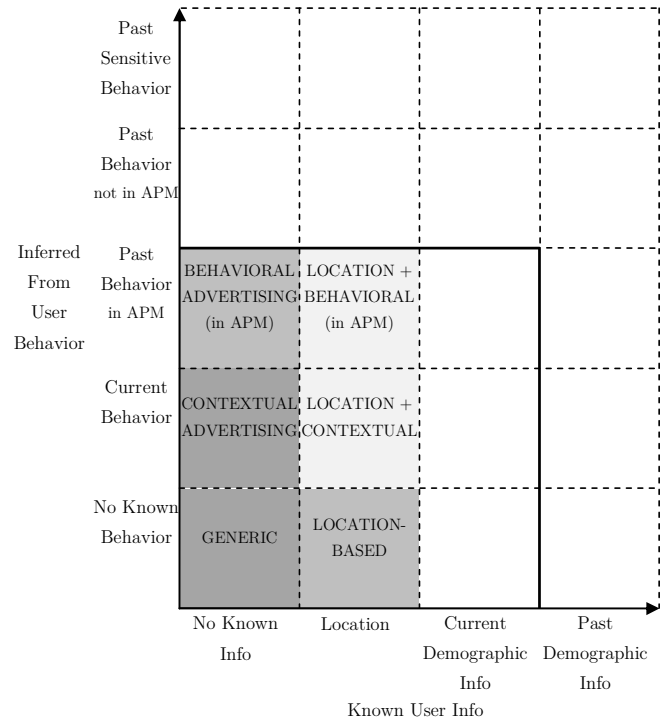 Past
Sensitive
Behavior
Past
Behavior
not in APM
Inferred
From
User
Behavior
Past
Behavior
in APM
BEHAVIORAL
ADVERTISING
(in APM)
LOCATION +
BEHAVIORAL
(in APM)
Current
Behavior
CONTEXTUAL
ADVERTISING
LOCATION +
CONTEXTUAL
No Known
Behavior
GENERIC
LOCATION-
BASED
No Known
Info
Location
Current
Demographic
Info
Past
Demographic
Info
Known User Info